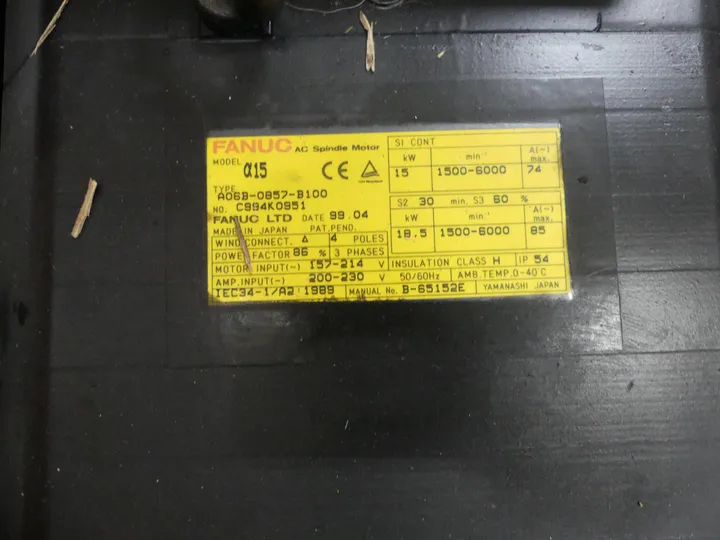 FANUC AC Spindle Motor
MODEL α15
TYPE
A06B-0857-B100
NO. C994K0951
FANUC LTD DATE 99.04
MADE IN JAPAN PAT.PEND.
WIND CONNECT. Δ 4 POLES
POWER FACTOR 86 % 3 PHASES
MOTOR INPUT(~) 157-214 V
AMP.INPUT(~) 200-230 V
IEC34-1/A2 1989
S1 CONT
kW min⁻¹ A(~) max.
15 1500-6000 74
S2 30 min, S3 60 %
kW min⁻¹ A(~) max.
18.5 1500-6000 85
INSULATION CLASS H IP 54
50/60Hz AMB.TEMP.0-40°C
MANUAL No. B-65152E YAMANASHI JAPAN
CE